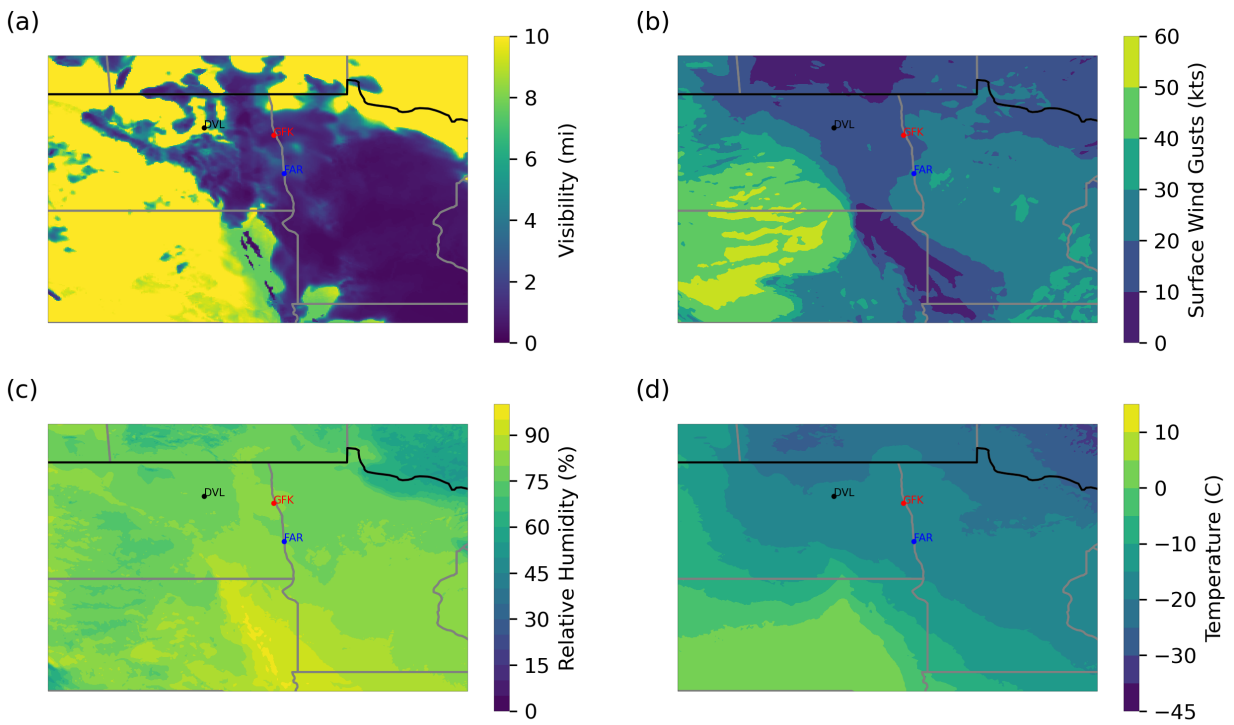 (a)
DVL
GFK
FAR
10
8
6
4
2
0
Visibility (mi)
(b)
DVL
GFK
FAR
60
50
40
30
20
10
0
Surface Wind Gusts (kts)
(c)
DVL
GFK
FAR
90
75
60
45
30
15
0
Relative Humidity (%)
(d)
DVL
GFK
FAR
10
0
−10
−20
−30
−45
Temperature (C)